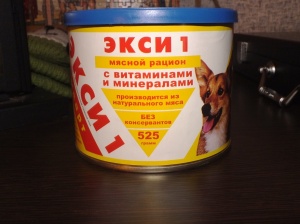 ЭКСИ 1
мясной рацион
с витаминами
и минералами
производится из
натурального мяса
БЕЗ
консервантов
525
грамм
ЭКСИ 1